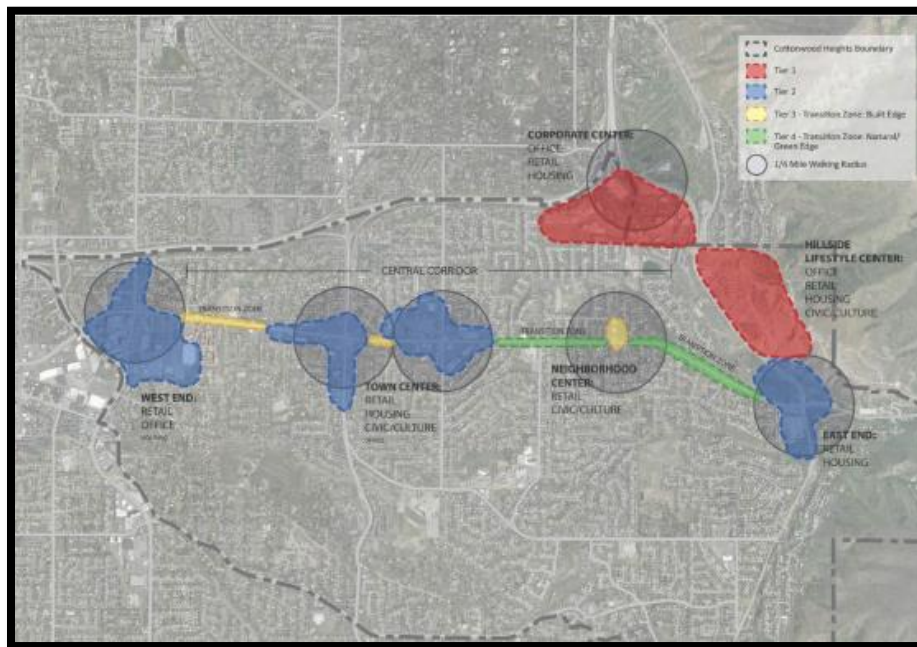 Cottonwood Heights Boundary
Tier 1
Tier 2
Tier 3 - Transition Zone: Built Edge
Tier 4 - Transition Zone: Natural/
Green Edge
Mile Walking Radius
CORPORATE CENTER:
OFFICE
RETAIL
HOUSING
HILLSIDE
LIFESTYLE CENTER:
OFFICE
RETAIL
HOUSING
CIVIC/CULTURE
CENTRAL CORRIDOR
TRANSITION ZONE
TRANSITION ZONE
TRANSITION ZONE
WEST END:
RETAIL
OFFICE
TOWN CENTER:
RETAIL
HOUSING
CIVIC/CULTURE
NEIGHBORHOOD
CENTER:
RETAIL
CIVIC/CULTURE
EAST END:
RETAIL
HOUSING